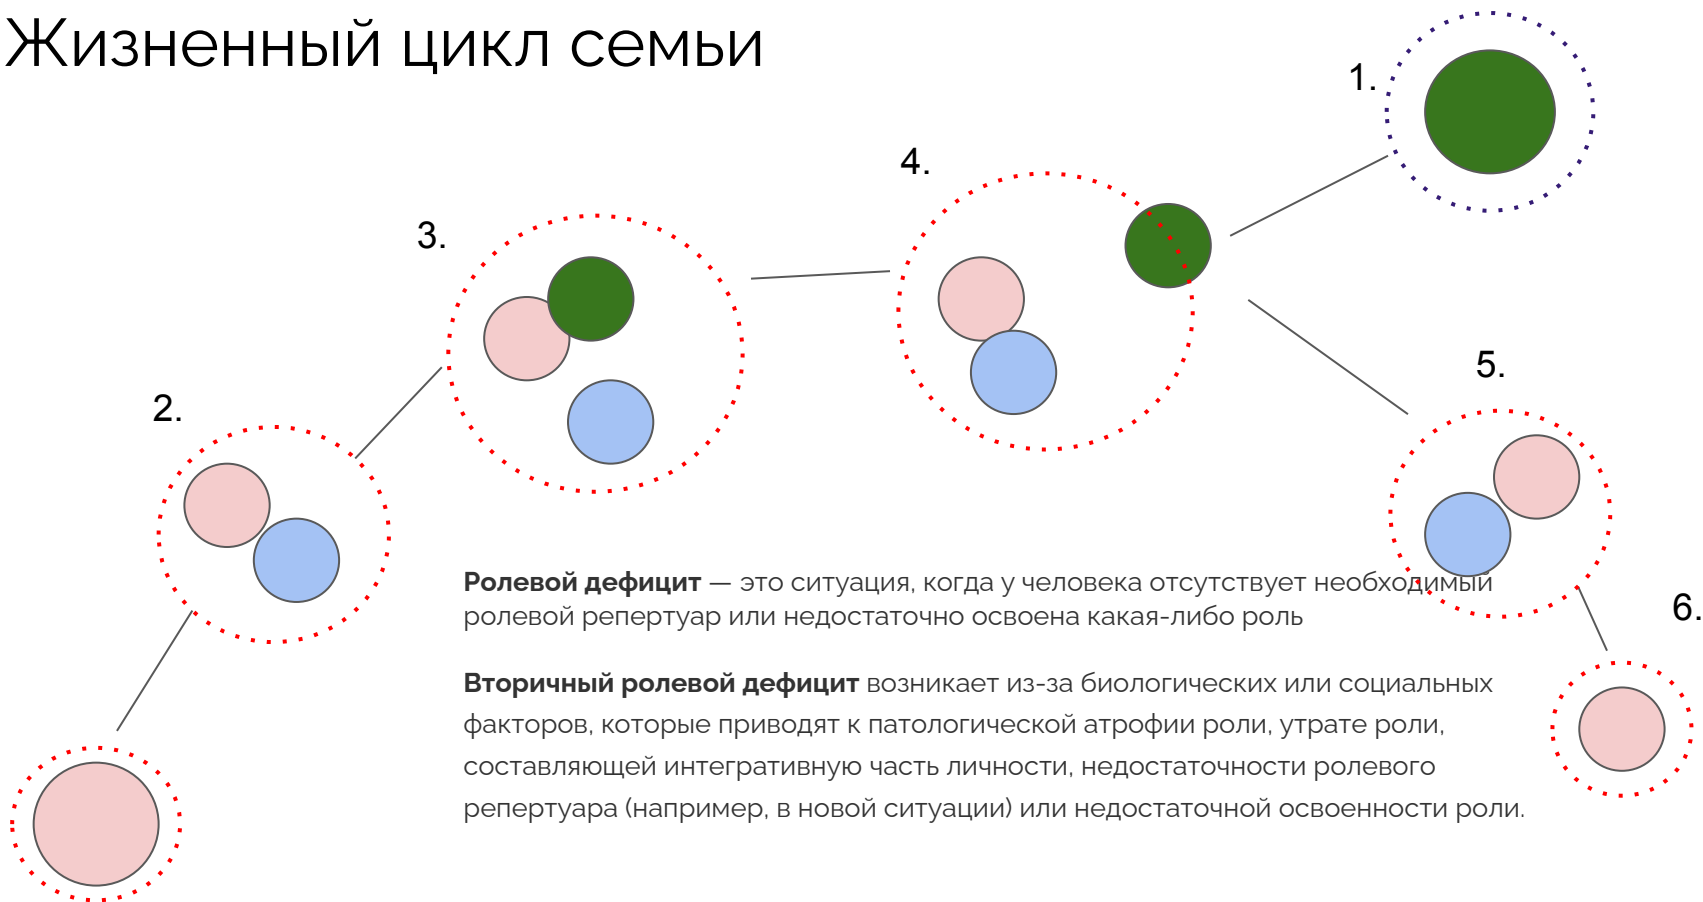 Жизненный цикл семьи
1.
4.
3.
5.
2.
Ролевой дефицит — это ситуация, когда у человека отсутствует необходимый
ролевой репертуар или недостаточно освоена какая-либо роль
6.
Вторичный ролевой дефицит возникает из-за биологических или социальных
факторов, которые приводят к патологической атрофии роли, утрате роли,
составляющей интегративную часть личности, недостаточности ролевого
репертуара (например, в новой ситуации) или недостаточной освоенности роли.